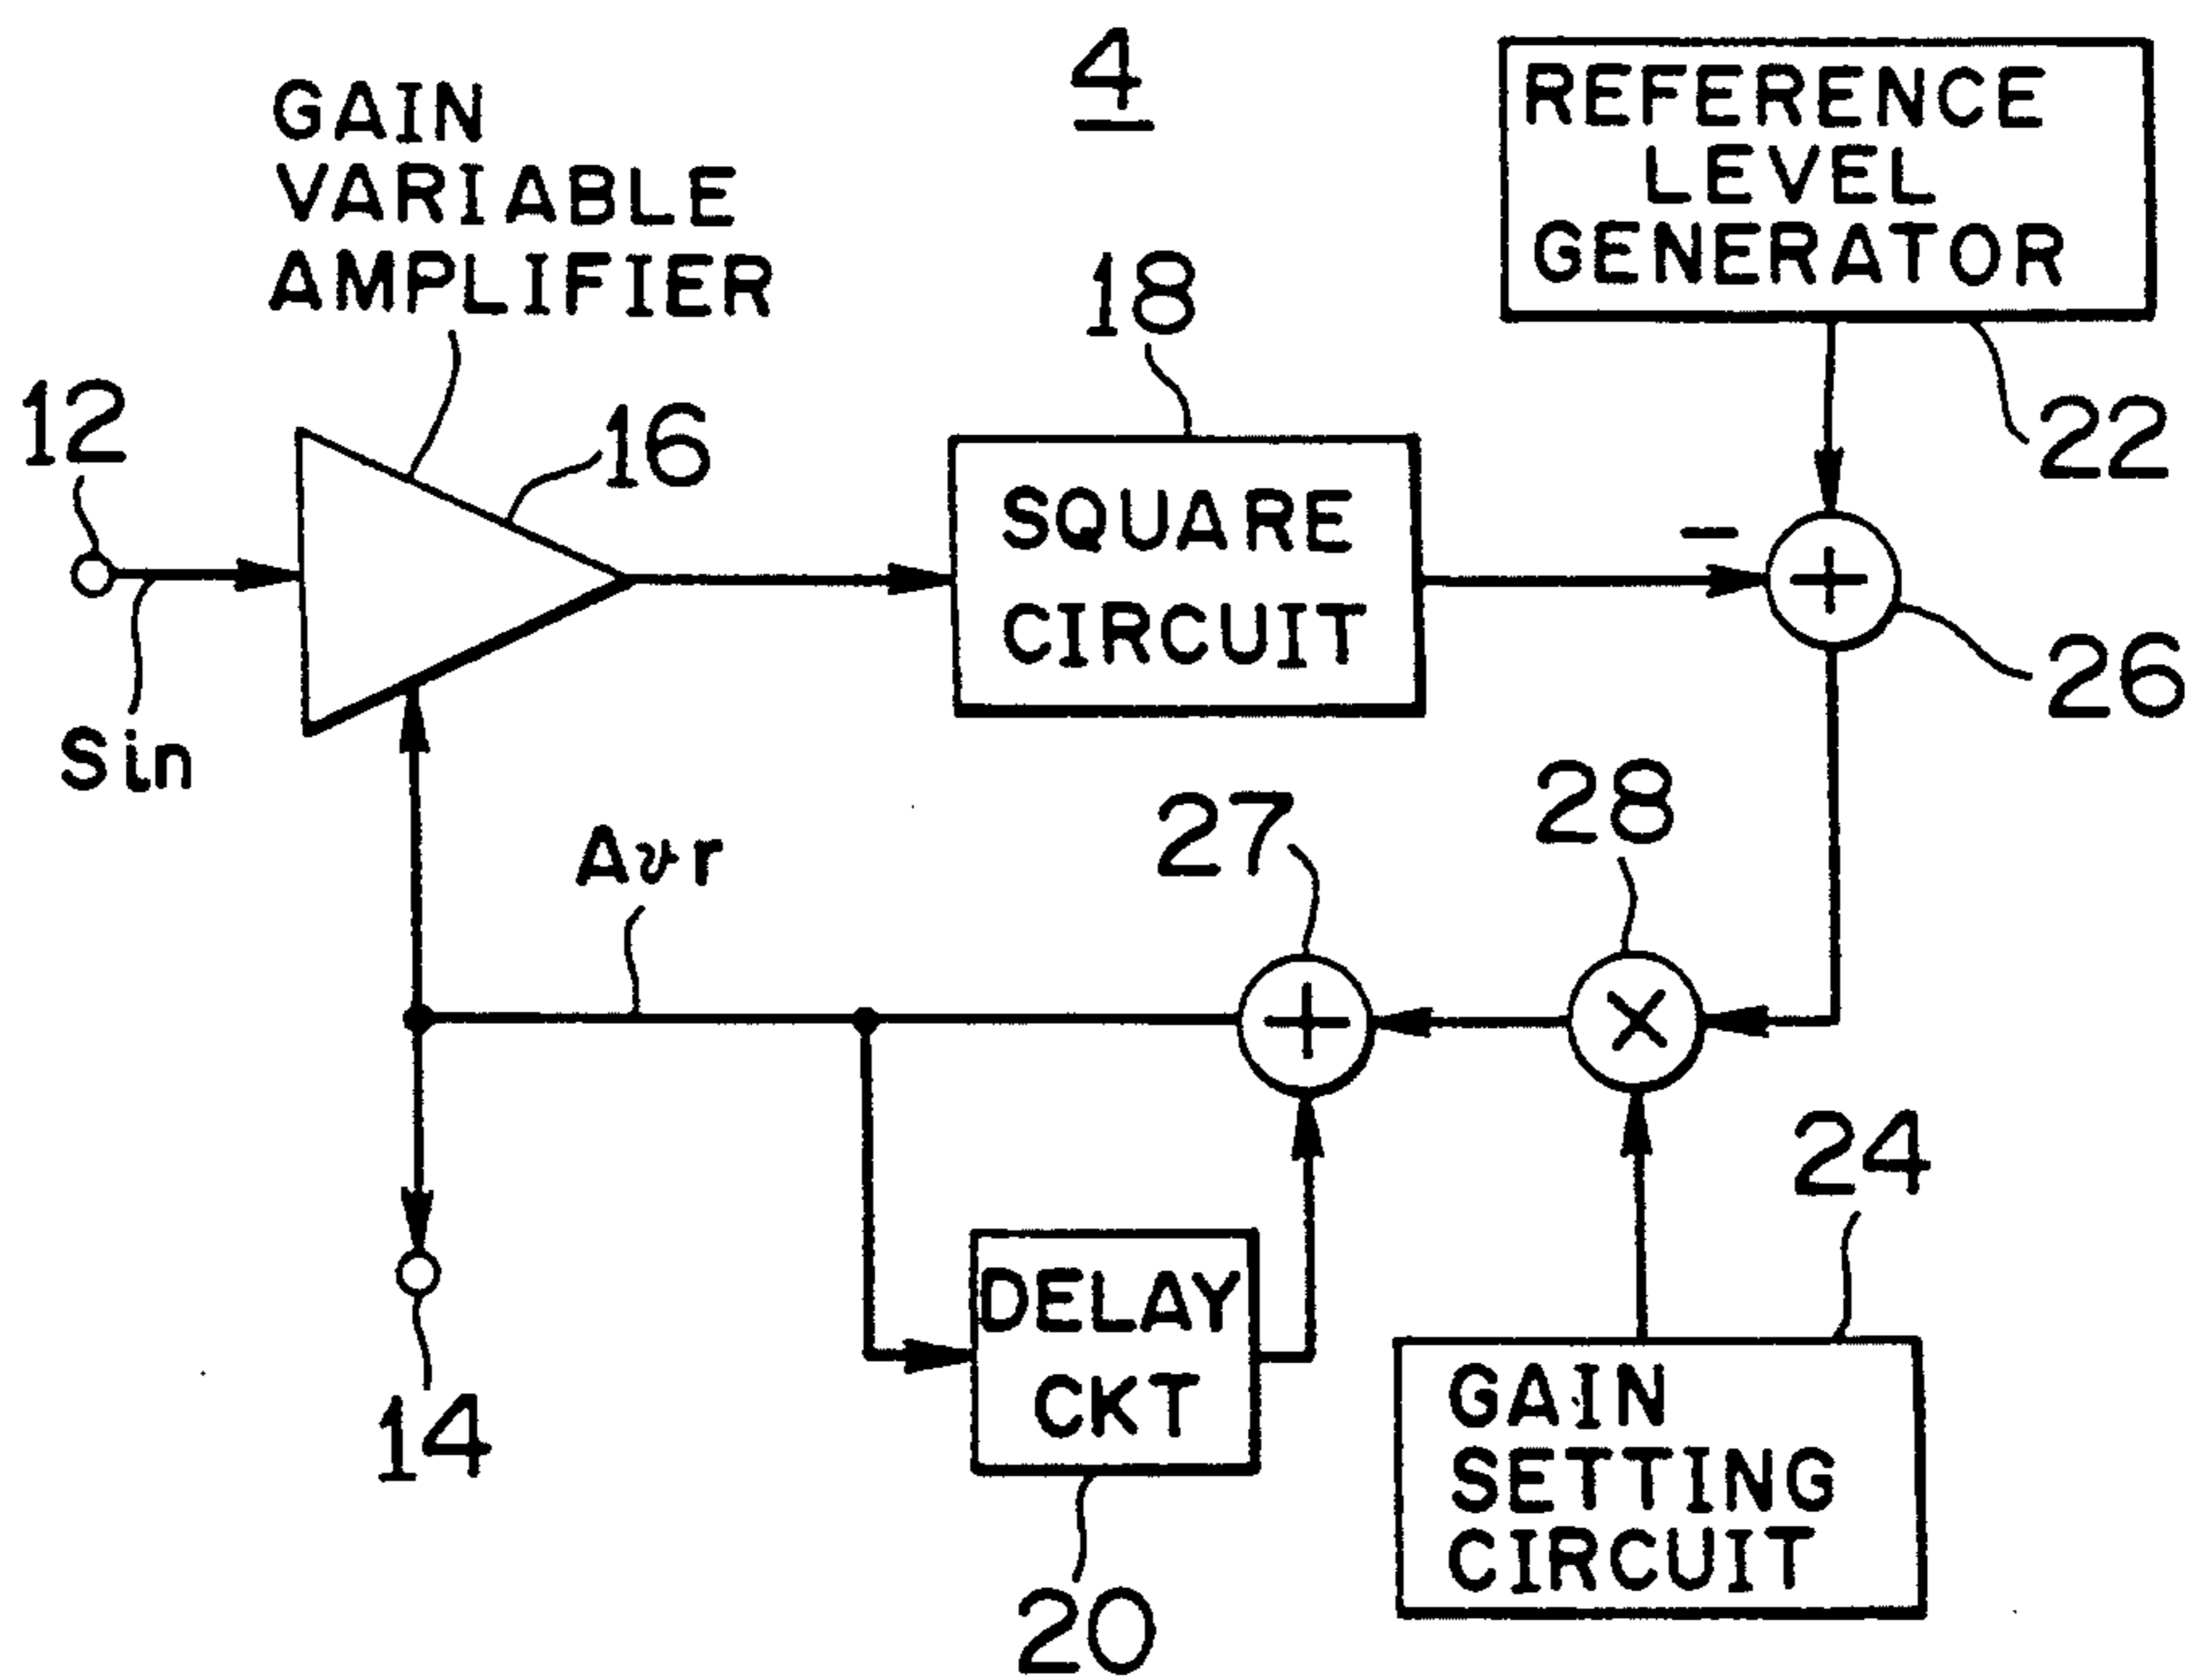 4
GAIN
VARIABLE
AMPLIFIER
REFERENCE
LEVEL
GENERATOR
18
12
16
22
SQUARE
CIRCUIT
-
+
26
Sin
28
27
Avr
+
×
24
DELAY
CKT
14
GAIN
SETTING
CIRCUIT
20